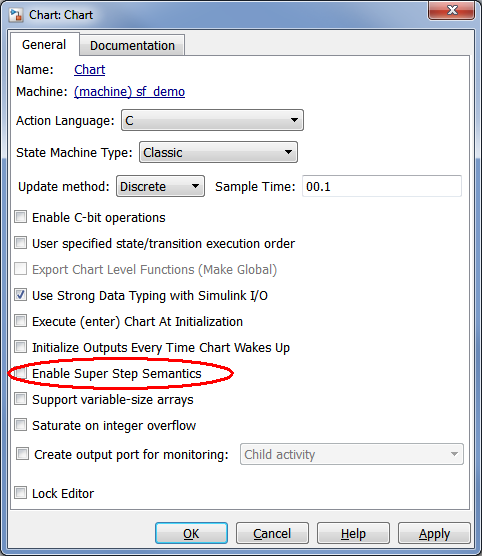 Chart: Chart
General Documentation
Name: Chart
Machine: (machine) sf_demo
Action Language: C
State Machine Type: Classic
Update method: Discrete Sample Time: 00.1
Enable C-bit operations
User specified state/transition execution order
Export Chart Level Functions (Make Global)
Use Strong Data Typing with Simulink I/O
Execute (enter) Chart At Initialization
Initialize Outputs Every Time Chart Wakes Up
Enable Super Step Semantics
Support variable-size arrays
Saturate on integer overflow
Create output port for monitoring: Child activity
Lock Editor
OK Cancel Help Apply